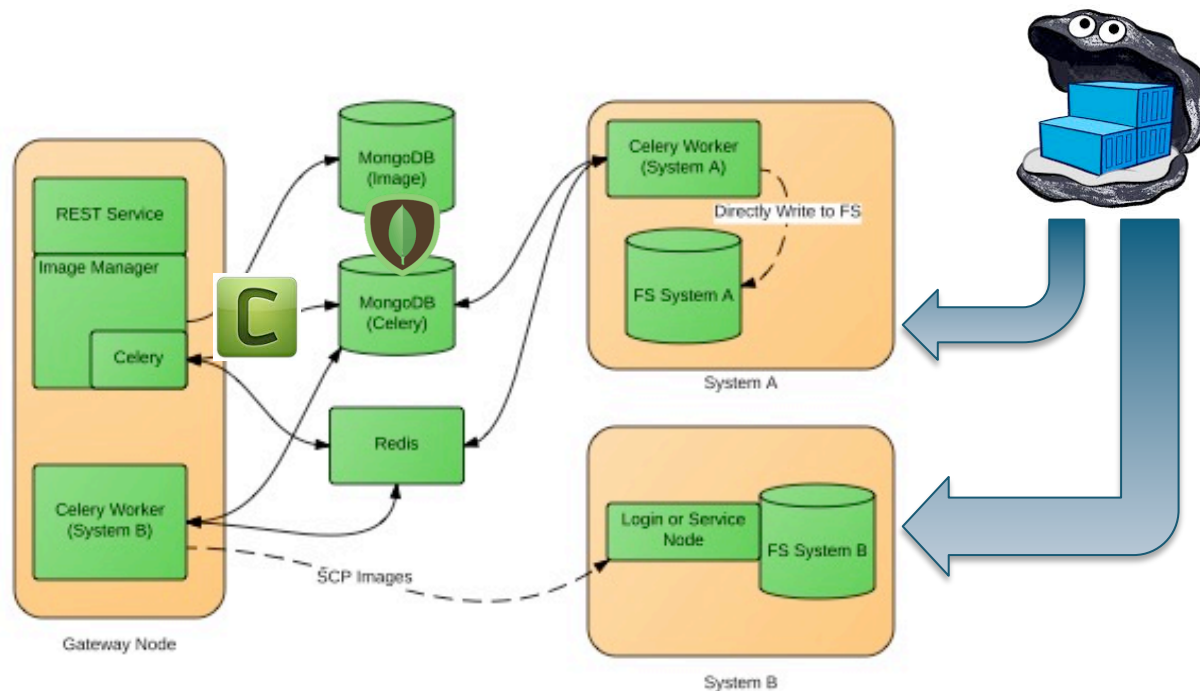 REST Service
Image Manager
Celery
Celery Worker
(System B)
Gateway Node
C
MongoDB
(Image)
MongoDB
(Celery)
Redis
SCP Images
Celery Worker
(System A)
Directly Write to FS
FS System A
System A
Login or Service
Node
FS System B
System B